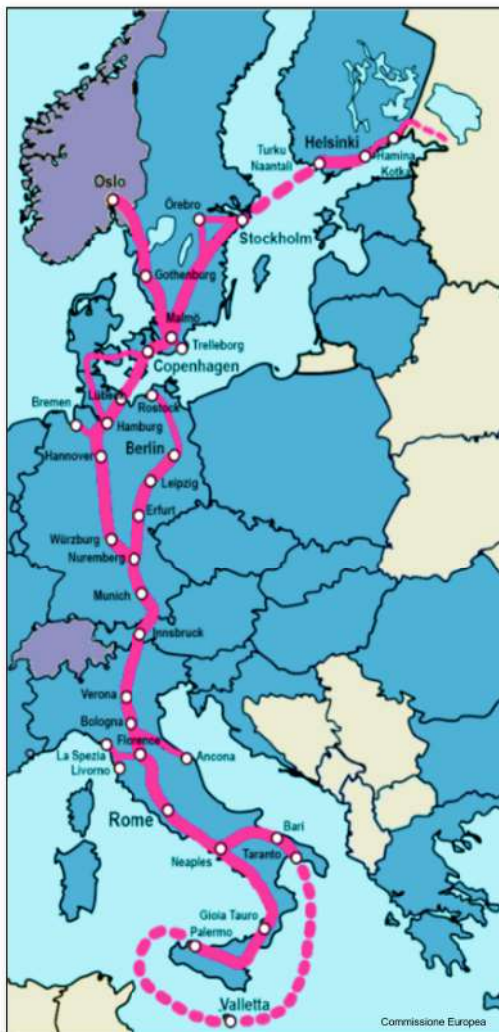 Helsinki
Turku
Naantali
Hamina
Kotka
Oslo
Örebro
Stockholm
Gothenburg
Malmö
Trelleborg
Copenhagen
Lübeck
Rostock
Bremen
Hamburg
Berlin
Hannover
Leipzig
Erfurt
Würzburg
Nuremberg
Munich
Innsbruck
Verona
Bologna
Florence
La Spezia
Livorno
Ancona
Rome
Bari
Taranto
Neaples
Gioia Tauro
Palermo
Valletta
Commissione Europea